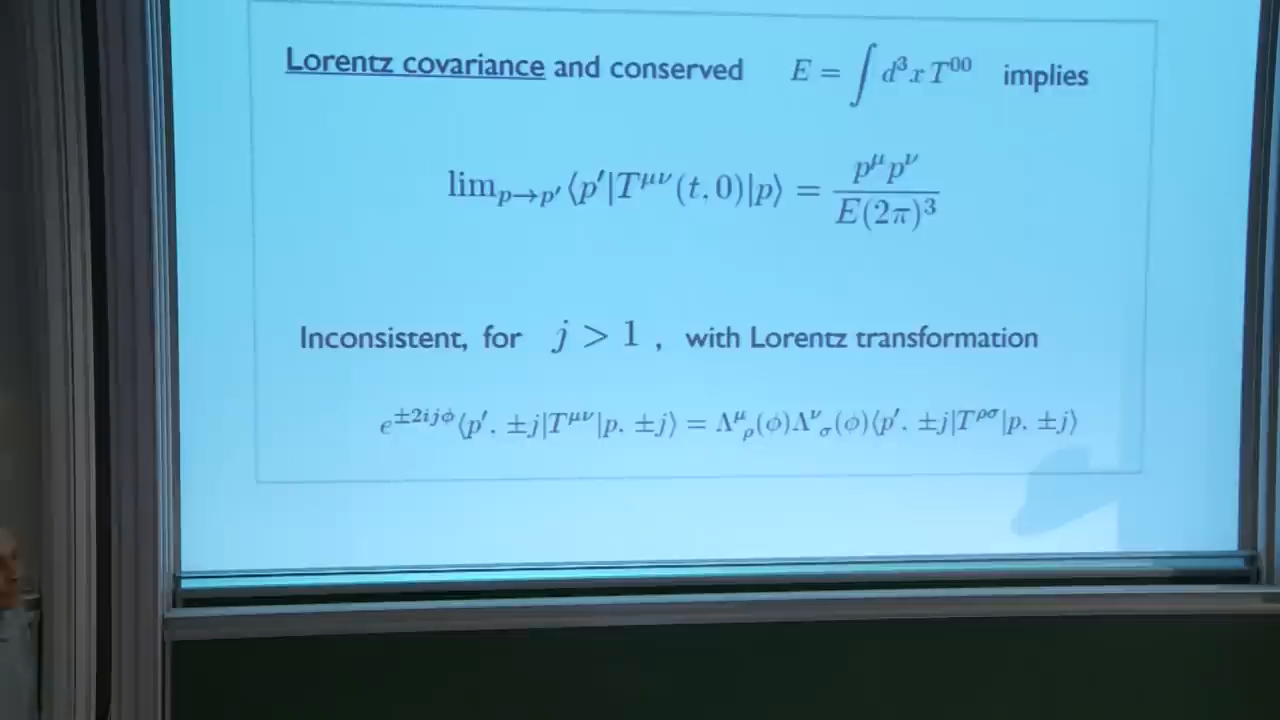 Lorentz covariance and conserved E = ∫ d³x T⁰⁰ implies
lim_{p→p′} ⟨p′|T^{μν}(t, 0)|p⟩ = \frac{p^μ p^ν}{E(2π)³}
Inconsistent, for j > 1 , with Lorentz transformation
e^{±2ijφ}⟨p′, ±j|T^{μν}|p, ±j⟩ = Λ^μ_ρ(φ)Λ^ν_σ(φ)⟨p′, ±j|T^{ρσ}|p, ±j⟩